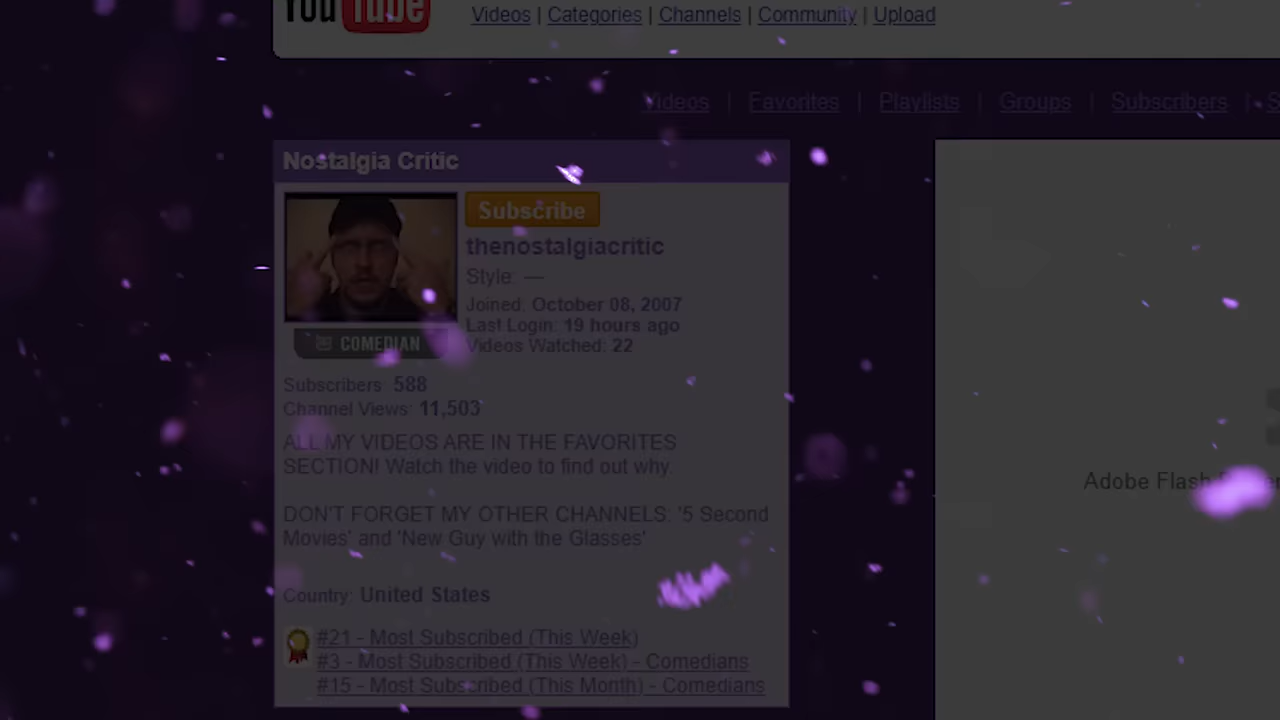 YouTube
Videos | Categories | Channels | Community | Upload
Videos | Favorites | Playlists | Groups | Subscribers |
Nostalgia Critic
Subscribe
thenostalgiacritic
Style: —
Joined: October 08, 2007
Last Login: 19 hours ago
Videos Watched: 22
COMEDIAN
Subscribers: 588
Channel Views: 11,503
ALL MY VIDEOS ARE IN THE FAVORITES
SECTION! Watch the video to find out why.
DON'T FORGET MY OTHER CHANNELS: '5 Second
Movies' and 'New Guy with the Glasses'
Country: United States
#21 - Most Subscribed (This Week)
#3 - Most Subscribed (This Week) - Comedians
#15 - Most Subscribed (This Month) - Comedians
Adobe Flash